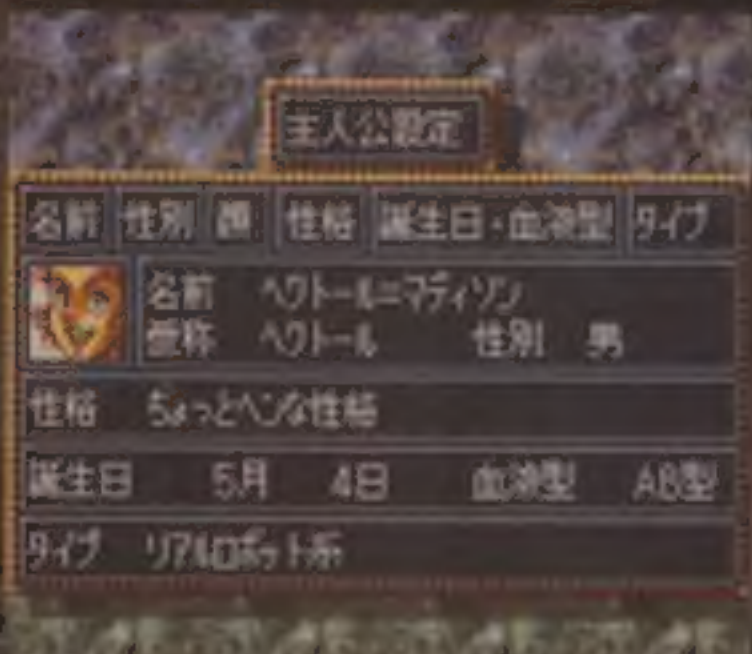 主人公設定
名前 性別 顔 性格 誕生日・血液型 タイプ
名前 ヘクトール=マディソン
愛称 ヘクトール 性別 男
性格 ちょっとヘンな性格
誕生日 5月 4日 血液型 AB型
タイプ リアルロボット系